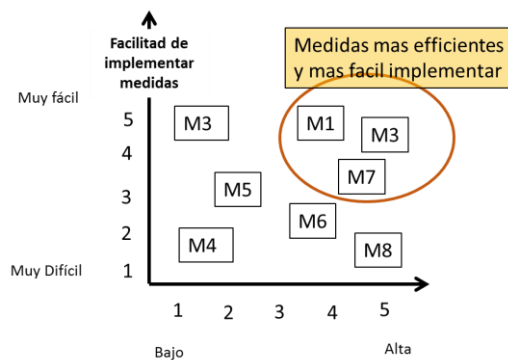 Facilitad de
implementar
medidas
Medidas mas efficientes
y mas facil implementar
Muy fácil
5
M3
M1
M3
4
M7
3
M5
M6
2
M4
M8
Muy Difícil
1
1
2
3
4
5
Bajo
Alta